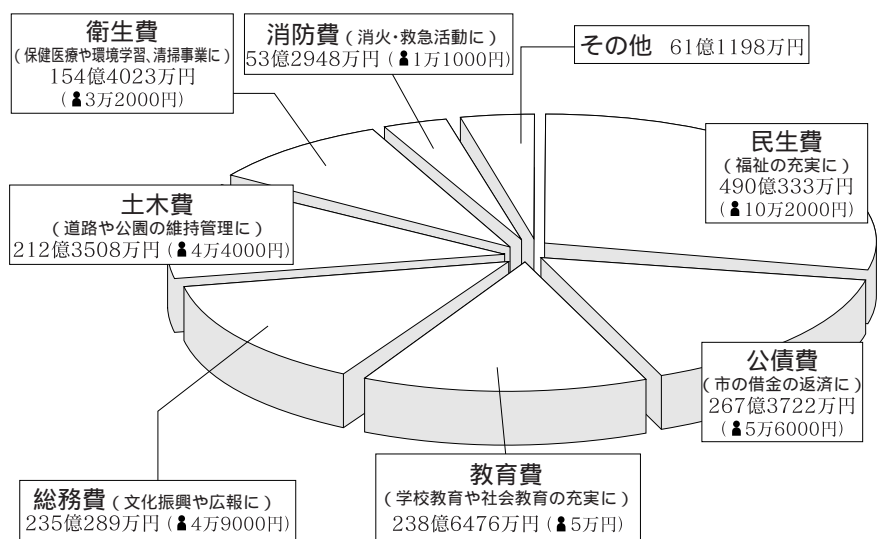 衛生費
(保健医療や環境学習、清掃事業に)
154億4023万円
(3万2000円)
消防費(消火・救急活動に)
53億2948万円(1万1000円)
その他 61億1198万円
民生費
(福祉の充実に)
490億333万円
(10万2000円)
土木費
(道路や公園の維持管理に)
212億3508万円(4万4000円)
公債費
(市の借金の返済に)
267億3722万円
(5万6000円)
総務費(文化振興や広報に)
235億289万円(4万9000円)
教育費
(学校教育や社会教育の充実に)
238億6476万円(5万円)